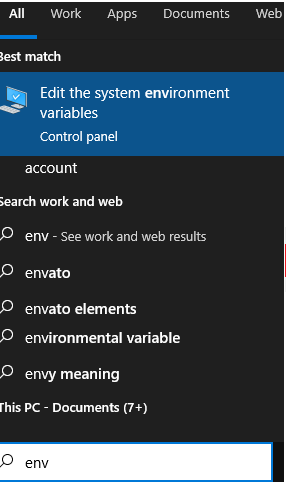 All Work Apps Documents Web
Best match
Edit the system environment
variables
Control panel
account
Search work and web
env - See work and web results
envato
envato elements
environmental variable
envy meaning
This PC - Documents (7+)
env